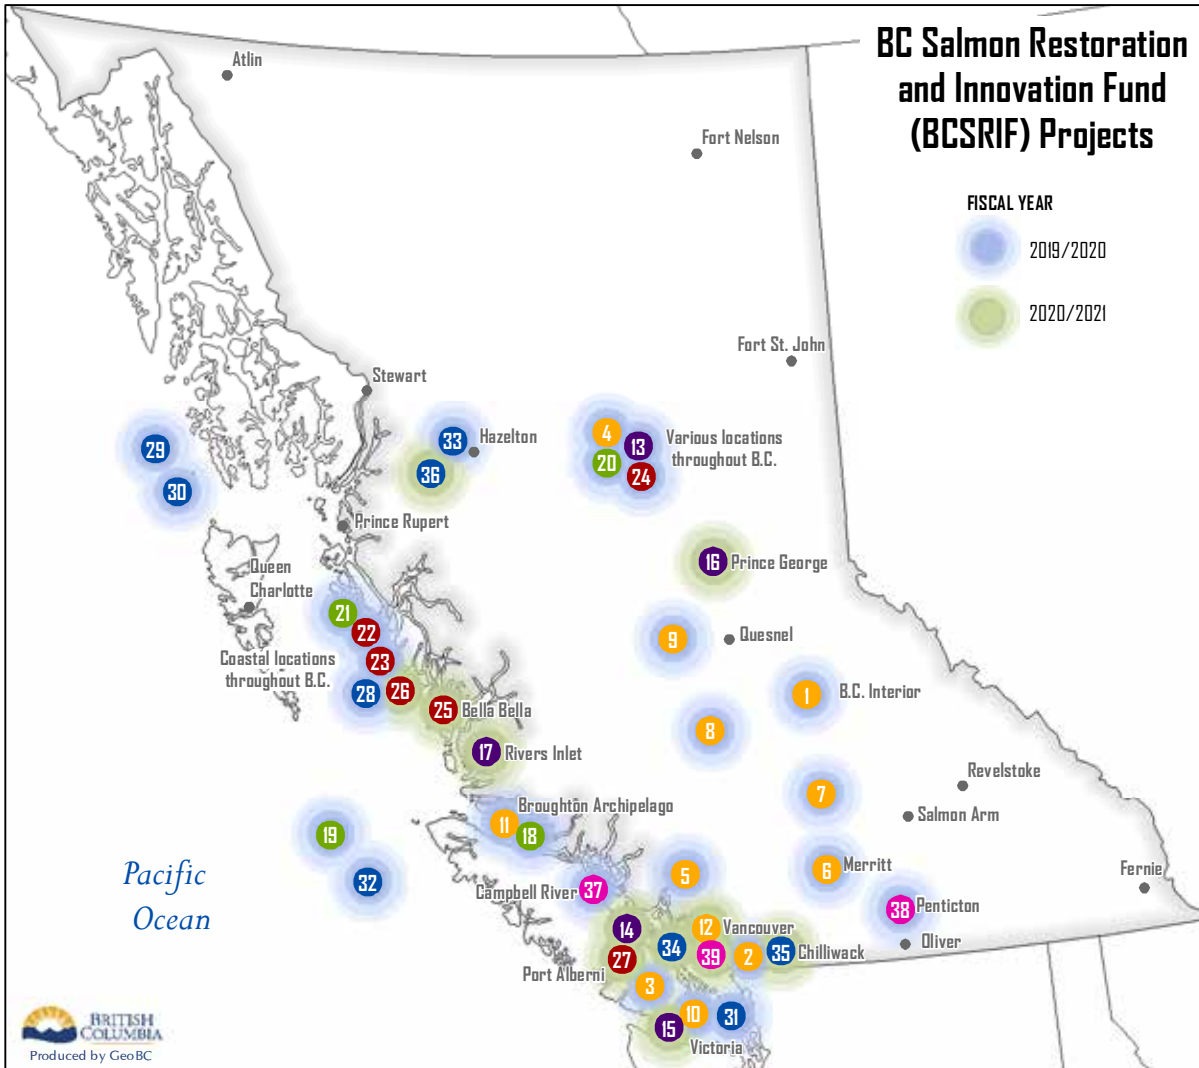 BC Salmon Restoration
and Innovation Fund
(BCSRIF) Projects
FISCAL YEAR
2019/2020
2020/2021
Atlin
Fort Nelson
Fort St. John
Stewart
29
30
33
Hazelton
36
4
13
20
24
Various locations
throughout B.C.
Prince Rupert
16
Prince George
Queen
Charlotte
21
22
23
Coastal locations
throughout B.C.
28
26
25
Bella Bella
9
Quesnel
1
B.C. Interior
8
17
Rivers Inlet
Revelstoke
7
Salmon Arm
Broughton Archipelago
11
18
19
32
Pacific
Ocean
Campbell River
37
5
6
Merritt
Fernie
38
Penticton
Oliver
14
27
Port Alberni
34
12
Vancouver
39
2
35
Chilliwack
3
10
31
15
Victoria
BRITISH
COLUMBIA
Produced by GeoBC